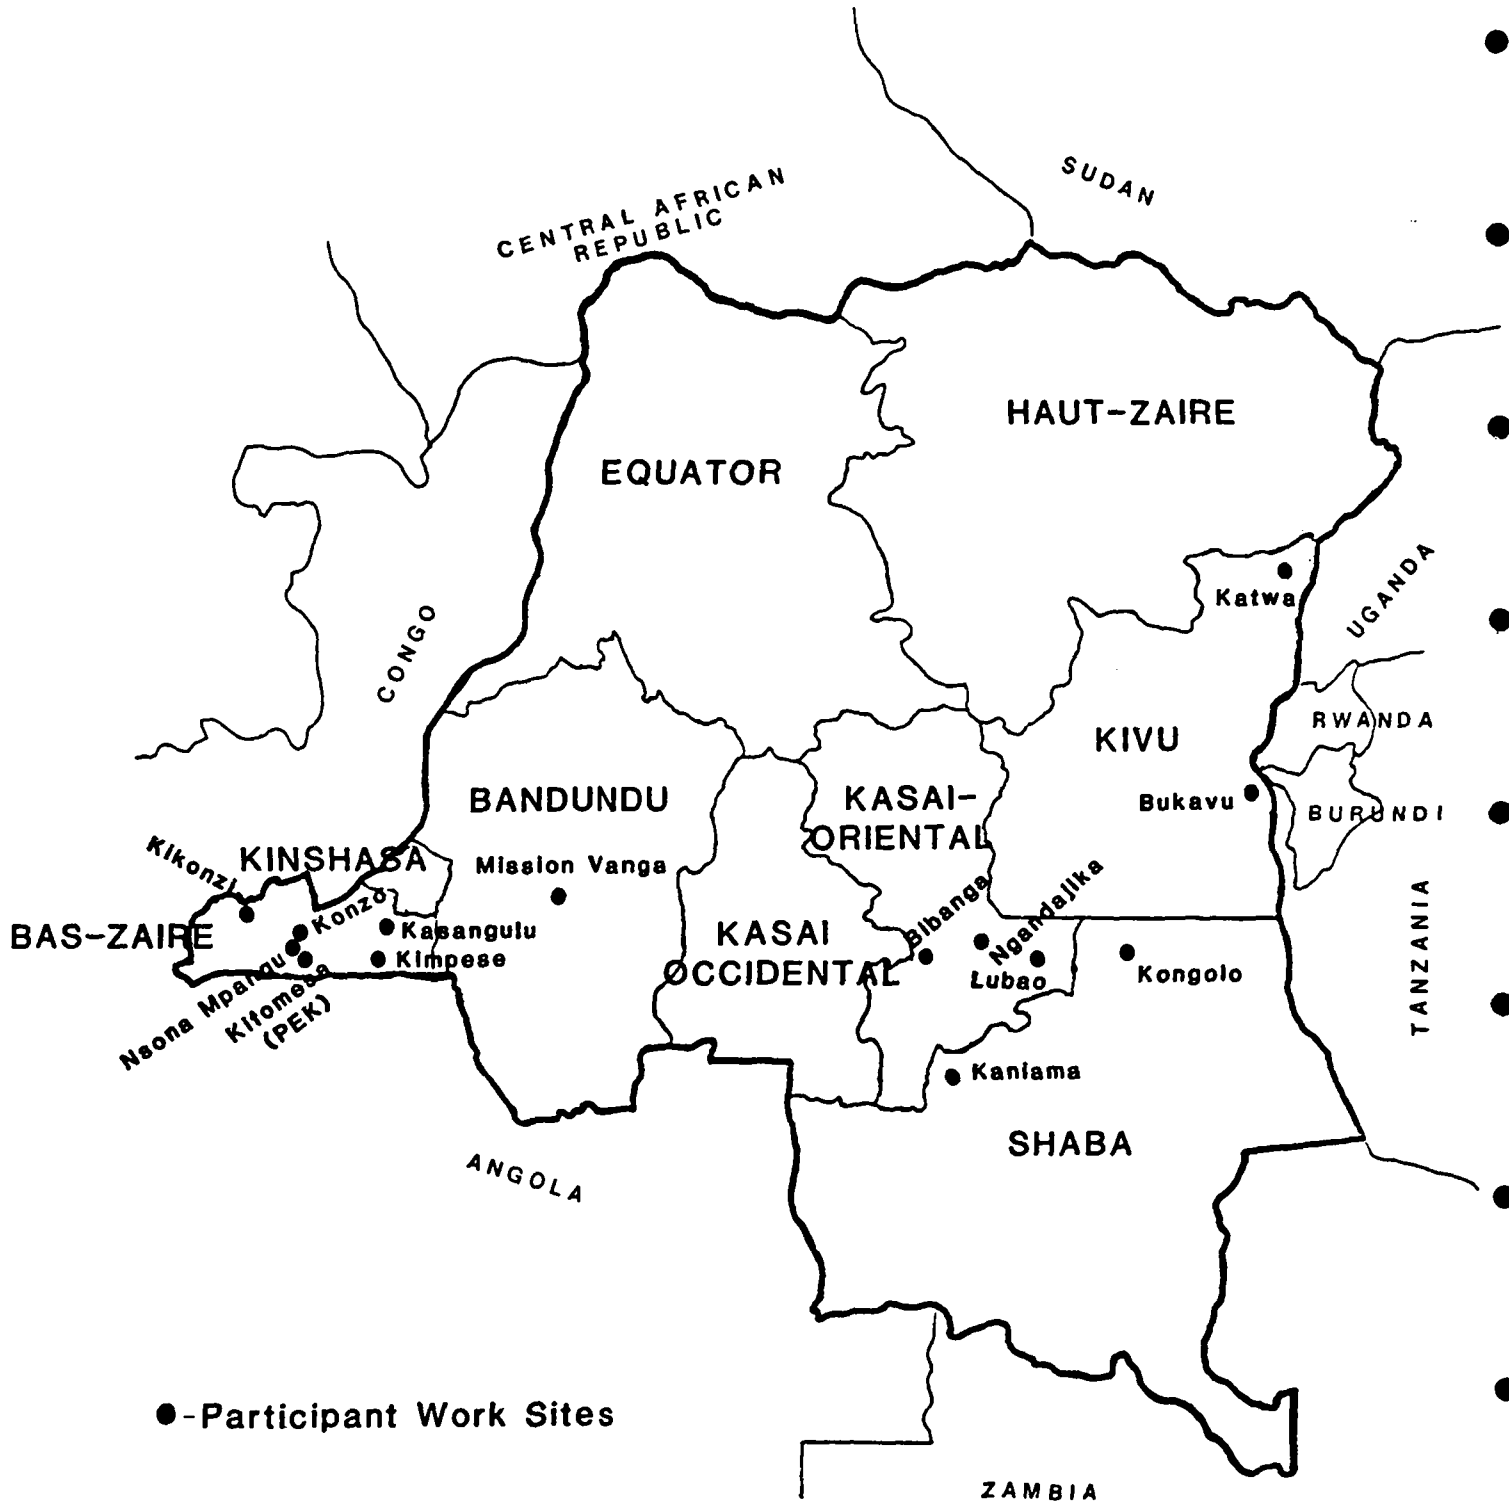 SUDAN
CENTRAL AFRICAN
REPUBLIC
HAUT-ZAIRE
EQUATOR
UGANDA
Katwa
CONGO
RWANDA
KIVU
BANDUNDU
KASAI-
ORIENTAL
Bukavu
BURUNDI
Kikonzi
KINSHASA
Mission Vanga
Konzo
BAS-ZAIRE
Kasangulu
Kimpese
Nsona Mpangu
Kitomesa
(PEK)
KASAI
OCCIDENTAL
Bibanga
Ngandajika
Lubao
Kongolo
TANZANIA
Kaniama
SHABA
ANGOLA
-Participant Work Sites
ZAMBIA